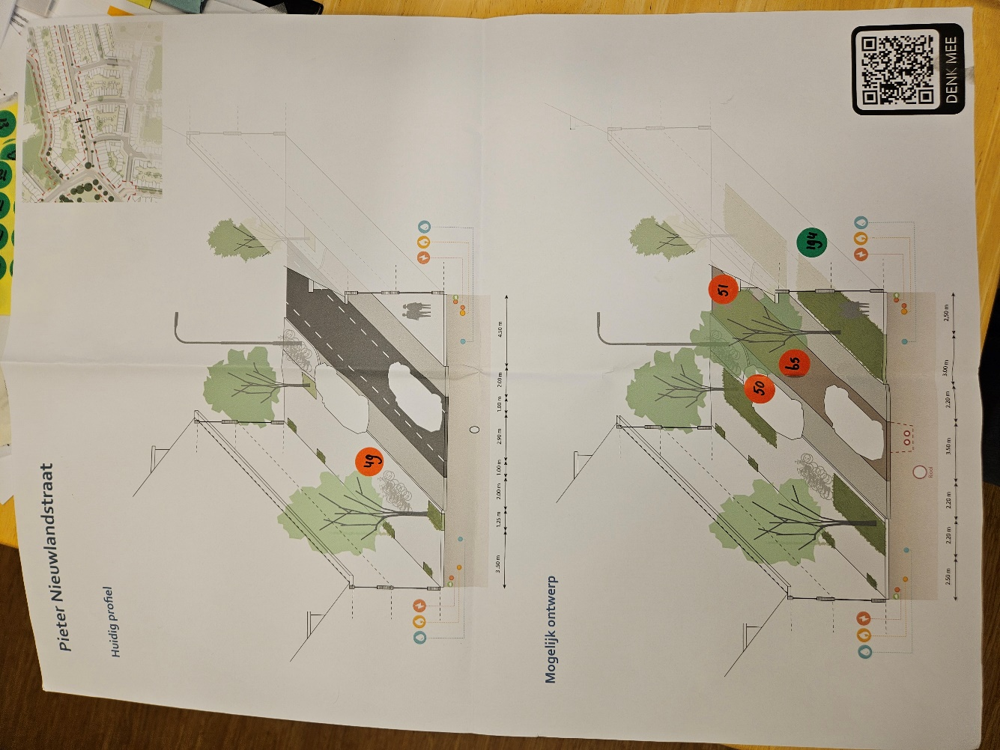 Pieter Nieuwlandstraat
Huidig profiel
49
3.50 m
1.25 m
2.00 m
1.00 m
2.90 m
1.00 m
2.00 m
4.50 m
Mogelijk ontwerp
50
65
51
194
Riool
2.50 m
2.20 m
2.20 m
3.50 m
2.20 m
3.00 m
2.50 m
DENK MEE